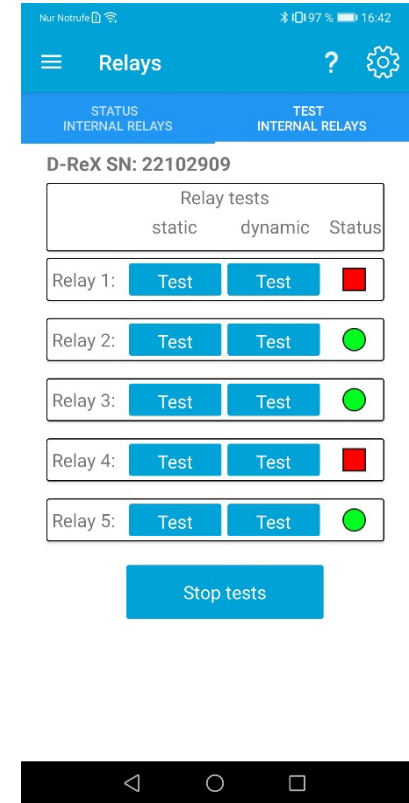 Nur Notrufe 97 % 16:42
Relays ?
STATUS
INTERNAL RELAYS
TEST
INTERNAL RELAYS
D-ReX SN: 22102909
Relay tests
static dynamic Status
Relay 1: Test Test
Relay 2: Test Test
Relay 3: Test Test
Relay 4: Test Test
Relay 5: Test Test
Stop tests